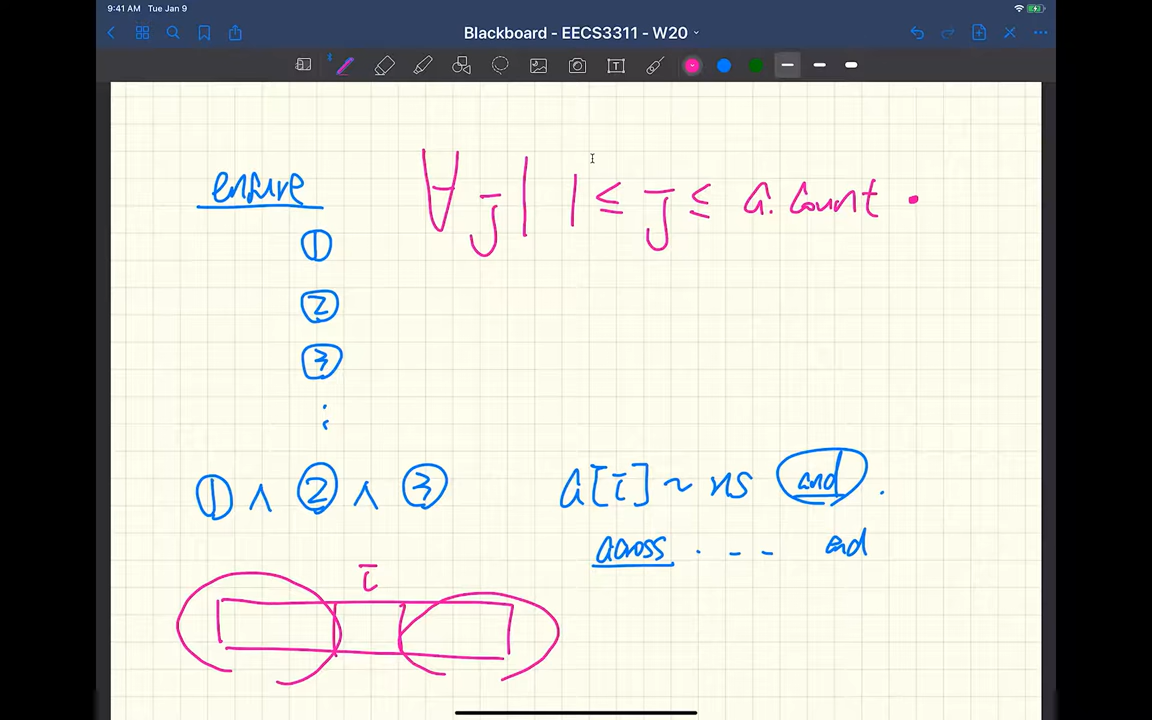 9:41 AM Tue Jan 9
Blackboard - EECS3311 - W20
ensure
∀ j | 1 ≤ j ≤ a.count •
①
②
③
⋮
① ∧ ② ∧ ③
a[i] ~ ns and .
across . - - end
i